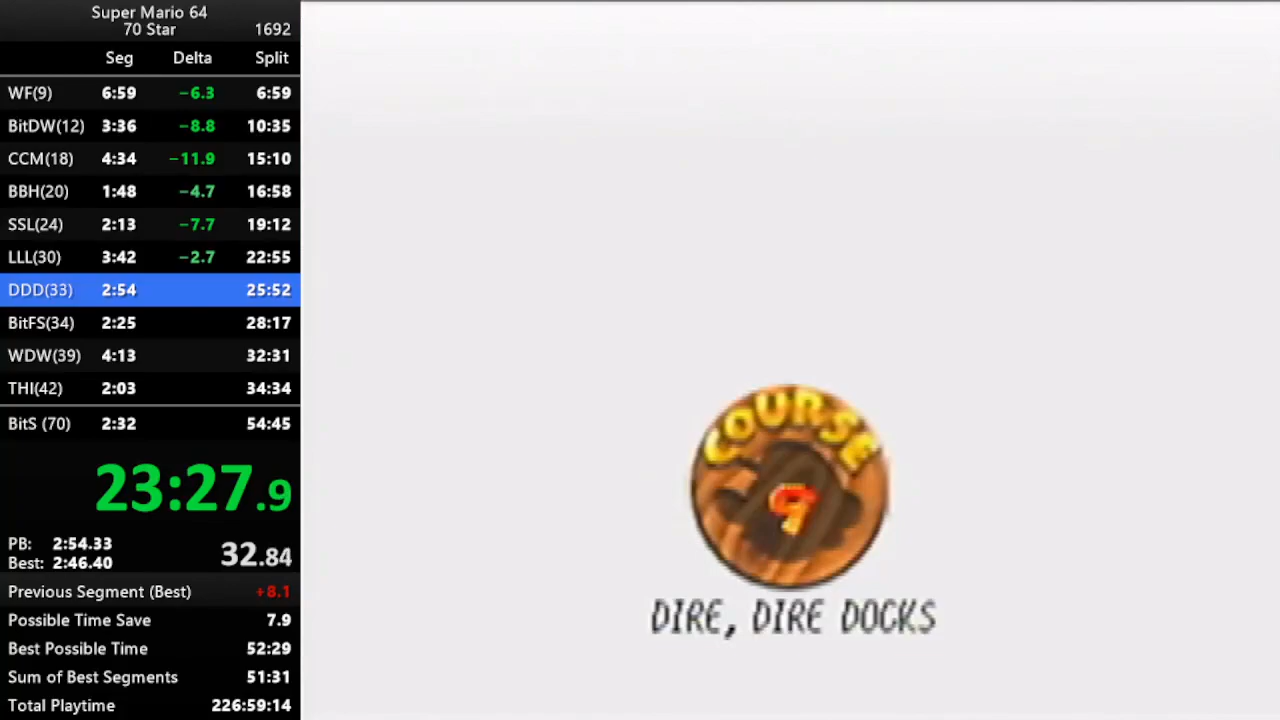 Super Mario 64
70 Star 1692
Seg Delta Split
WF(9) 6:59 −6.3 6:59
BitDW(12) 3:36 −8.8 10:35
CCM(18) 4:34 −11.9 15:10
BBH(20) 1:48 −4.7 16:58
SSL(24) 2:13 −7.7 19:12
LLL(30) 3:42 −2.7 22:55
DDD(33) 2:54 25:52
BitFS(34) 2:25 28:17
WDW(39) 4:13 32:31
THI(42) 2:03 34:34
BitS (70) 2:32 54:45
23:27.9
PB: 2:54.33
Best: 2:46.40
32.84
Previous Segment (Best) +8.1
Possible Time Save 7.9
Best Possible Time 52:29
Sum of Best Segments 51:31
Total Playtime 226:59:14
COURSE
9
DIRE, DIRE DOCKS